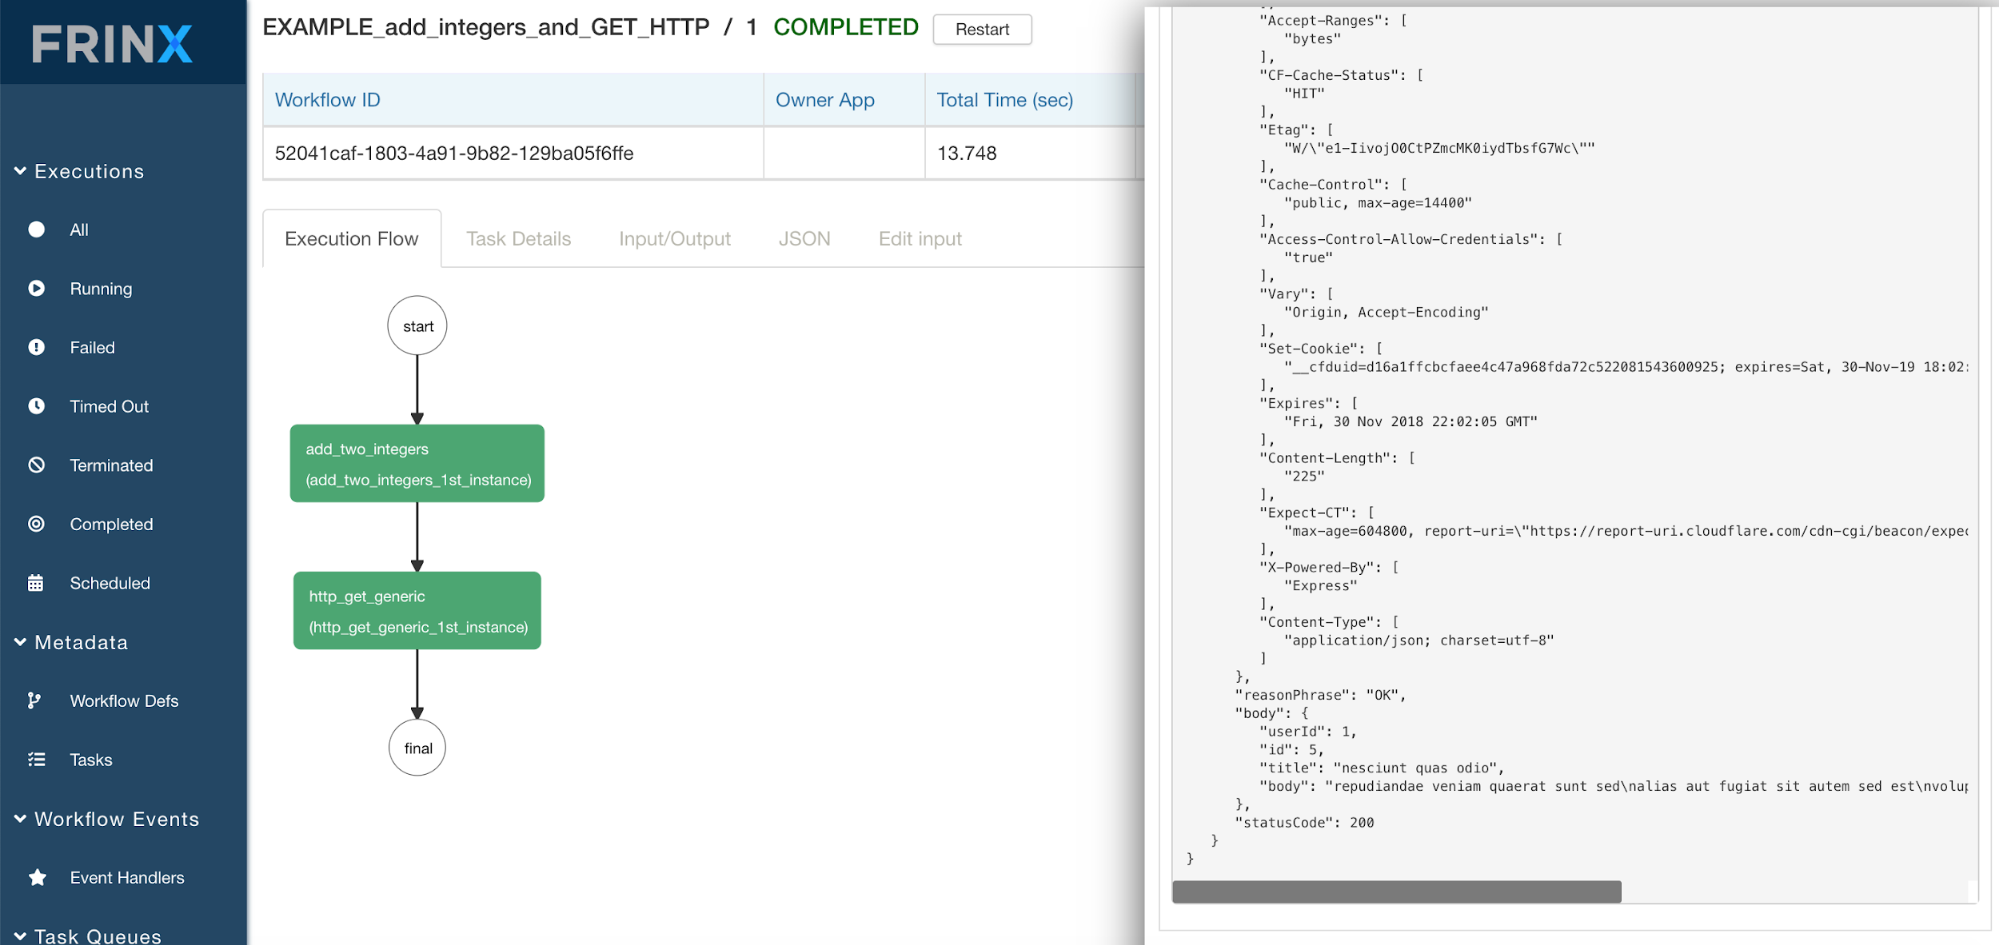 FRINX
Executions
All
Running
Failed
Timed Out
Terminated
Completed
Scheduled
Metadata
Workflow Defs
Tasks
Workflow Events
Event Handlers
Task Queues
EXAMPLE_add_integers_and_GET_HTTP / 1 COMPLETED Restart
Workflow ID Owner App Total Time (sec)
52041caf-1803-4a91-9b82-129ba05f6ffe 13.748
Execution Flow Task Details Input/Output JSON Edit input
start
add_two_integers
(add_two_integers_1st_instance)
http_get_generic
(http_get_generic_1st_instance)
final
"Accept-Ranges": [
"bytes"
],
"CF-Cache-Status": [
"HIT"
],
"Etag": [
"W/\"e1-IivojO0CtPZmcMK0iydTbsfG7Wc\""
],
"Cache-Control": [
"public, max-age=14400"
],
"Access-Control-Allow-Credentials": [
"true"
],
"Vary": [
"Origin, Accept-Encoding"
],
"Set-Cookie": [
"__cfduid=d16a1ffcbcfaee4c47a968fda72c522081543600925; expires=Sat, 30-Nov-19 18:02:
],
"Expires": [
"Fri, 30 Nov 2018 22:02:05 GMT"
],
"Content-Length": [
"225"
],
"Expect-CT": [
"max-age=604800, report-uri=\"https://report-uri.cloudflare.com/cdn-cgi/beacon/expec
],
"X-Powered-By": [
"Express"
],
"Content-Type": [
"application/json; charset=utf-8"
]
},
"reasonPhrase": "OK",
"body": {
"userId": 1,
"id": 5,
"title": "nesciunt quas odio",
"body": "repudiandae veniam quaerat sunt sed\nalias aut fugiat sit autem sed est\nvolup
},
"statusCode": 200
}
}